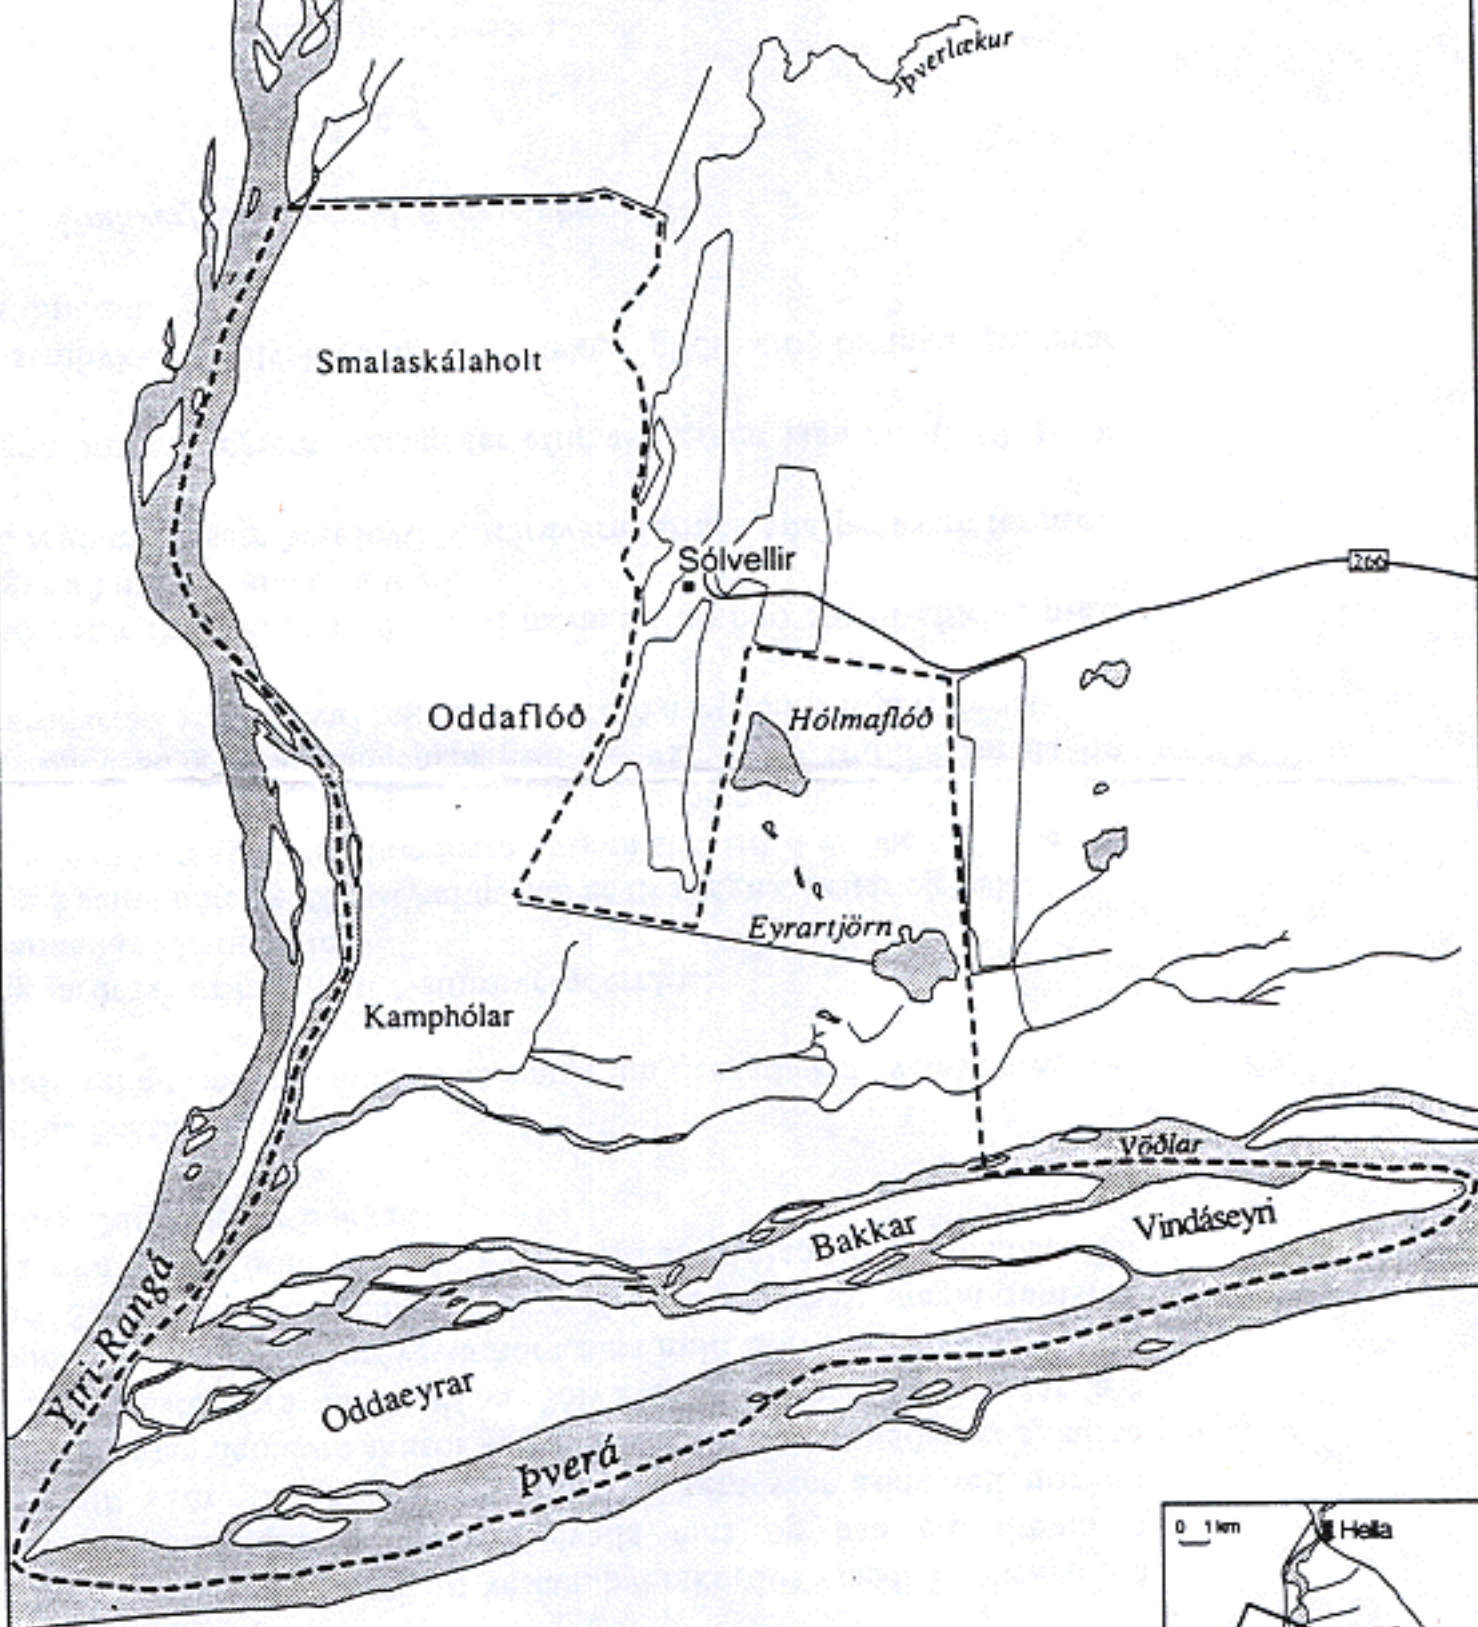 Þverlækur
Smalaskálaholt
Sólvellir
266
Oddaflóð
Hólmaflóð
Eyrartjörn
Kamphólar
Vöðlar
Bakkar
Vindáseyri
Ytri-Rangá
Oddaeyrar
Þverá
0 1 km
Hella